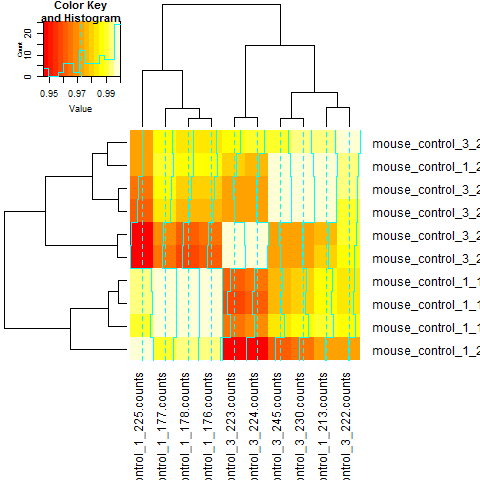 Color Key
and Histogram
Count
0 10 20
0.95 0.97 0.99
Value
mouse_control_3_2
mouse_control_1_2
mouse_control_3_2
mouse_control_3_2
mouse_control_3_2
mouse_control_3_2
mouse_control_1_1
mouse_control_1_1
mouse_control_1_1
mouse_control_1_2
ontrol_1_225.counts
ontrol_1_177.counts
ontrol_1_178.counts
ontrol_1_176.counts
ontrol_3_223.counts
ontrol_3_224.counts
ontrol_3_245.counts
ontrol_3_230.counts
ontrol_1_213.counts
ontrol_3_222.counts